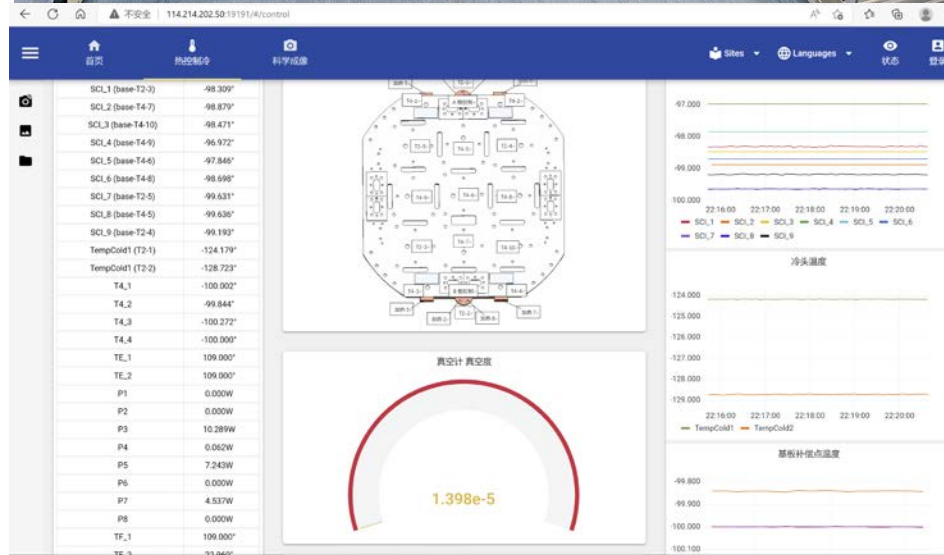 不安全 114.214.202.50:19191/#/control
首页
热控制冷
科学成像
Sites
Languages
状态
登录
SCI_1 (base-T2-3) -98.309°
SCI_2 (base-T4-7) -98.879°
SCI_3 (base-T4-10) -98.471°
SCI_4 (base-T4-9) -96.972°
SCI_5 (base-T4-6) -97.846°
SCI_6 (base-T4-8) -98.698°
SCI_7 (base-T2-5) -99.631°
SCI_8 (base-T4-5) -99.636°
SCI_9 (base-T2-4) -99.193°
TempCold1 (T2-1) -124.179°
TempCold1 (T2-2) -128.723°
T4_1 -100.002°
T4_2 -99.844°
T4_3 -100.272°
T4_4 -100.000°
TE_1 109.000°
TE_2 109.000°
P1 0.000W
P2 0.000W
P3 10.289W
P4 0.062W
P5 7.243W
P6 0.000W
P7 4.537W
P8 0.000W
TF_1 109.000°
真空计 真空度
1.398e-5
-97.000
-98.000
-99.000
-100.000
22:16:00 22:17:00 22:18:00 22:19:00 22:20:00
SCI_1 SCI_2 SCI_3 SCI_4 SCI_5 SCI_6
SCI_7 SCI_8 SCI_9
冷头温度
-124.000
-125.000
-126.000
-127.000
-128.000
-129.000
22:16:00 22:17:00 22:18:00 22:19:00 22:20:00
TempCold1 TempCold2
基板补偿点温度
-99.800
-99.900
-100.000
-100.100